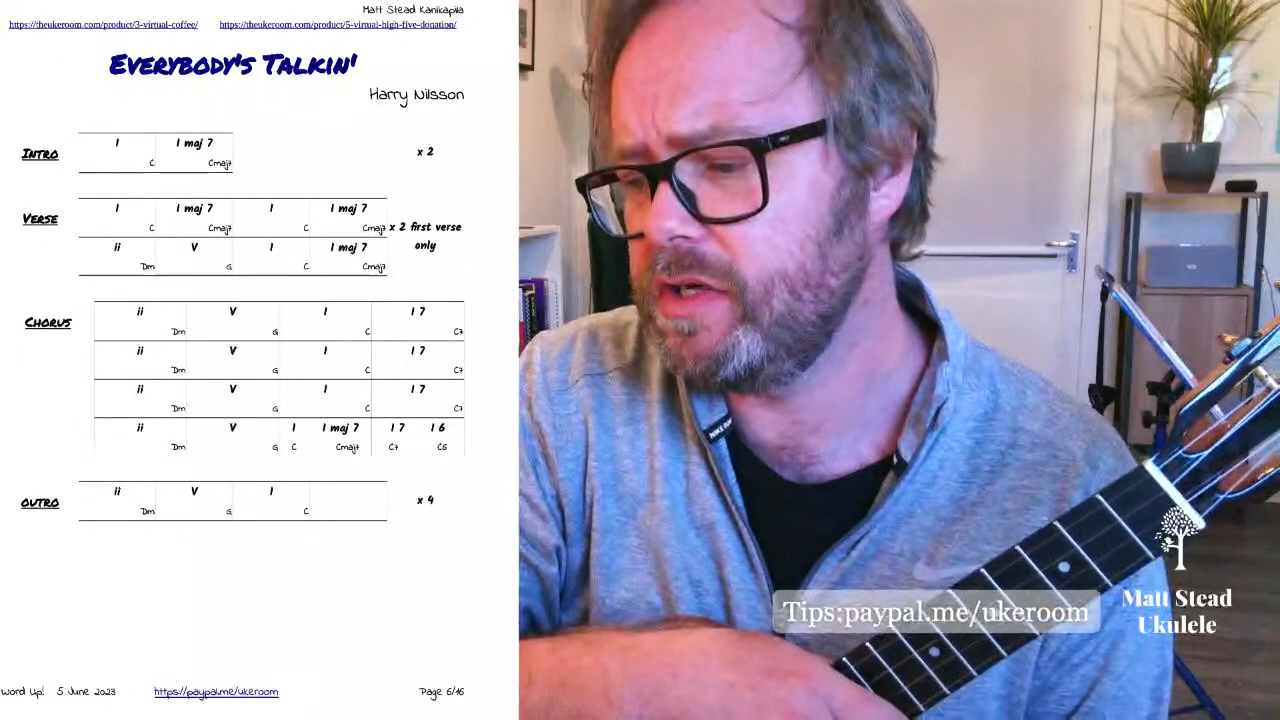 Matt Stead Kanikapila
https://theukeroom.com/product/3-virtual-coffee/ https://theukeroom.com/product/5-virtual-high-five-donation/
Everybody's Talkin'
Harry Nilsson
Intro I I maj 7 x 2
C Cmaj7
Verse I I maj 7 I I maj 7
C Cmaj7 C Cmaj7 x 2 first verse
ii V I I maj 7 only
Dm G C Cmaj7
Chorus ii V I I 7
Dm G C C7
ii V I I 7
Dm G C C7
ii V I I 7
Dm G C C7
ii V I I maj 7 I 7 I 6
Dm G C Cmaj7 C7 C6
Outro ii V I x 4
Dm G C
Word Up! 5 June 2023 https://paypal.me/ukeroom Page 6/16
Tips:paypal.me/ukeroom
Matt Stead
Ukulele